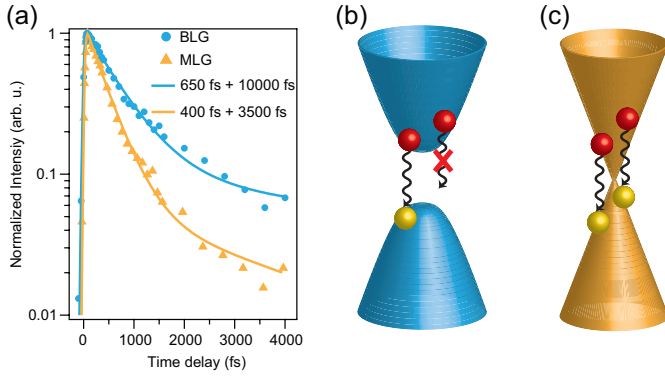 (a)
(b)
(c)
1
0.1
0.01
Normalized Intensiy (arb. u.)
BLG
MLG
650 fs + 10000 fs
400 fs + 3500 fs
0
1000
2000
3000
4000
Time delay (fs)